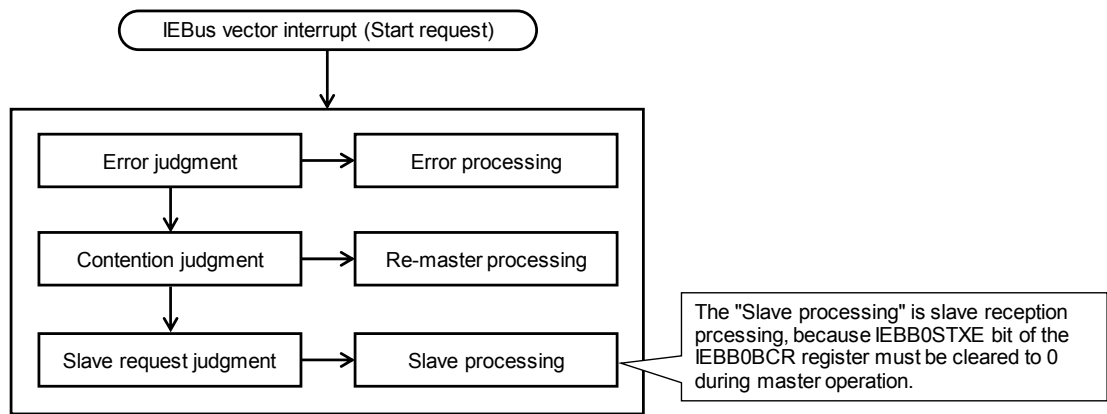 IEBus vector interrupt (Start request)
Error judgment
Error processing
Contention judgment
Re-master processing
Slave request judgment
Slave processing
The "Slave processing" is slave reception
prcessing, because IEBB0STXE bit of the
IEBB0BCR register must be cleared to 0
during master operation.